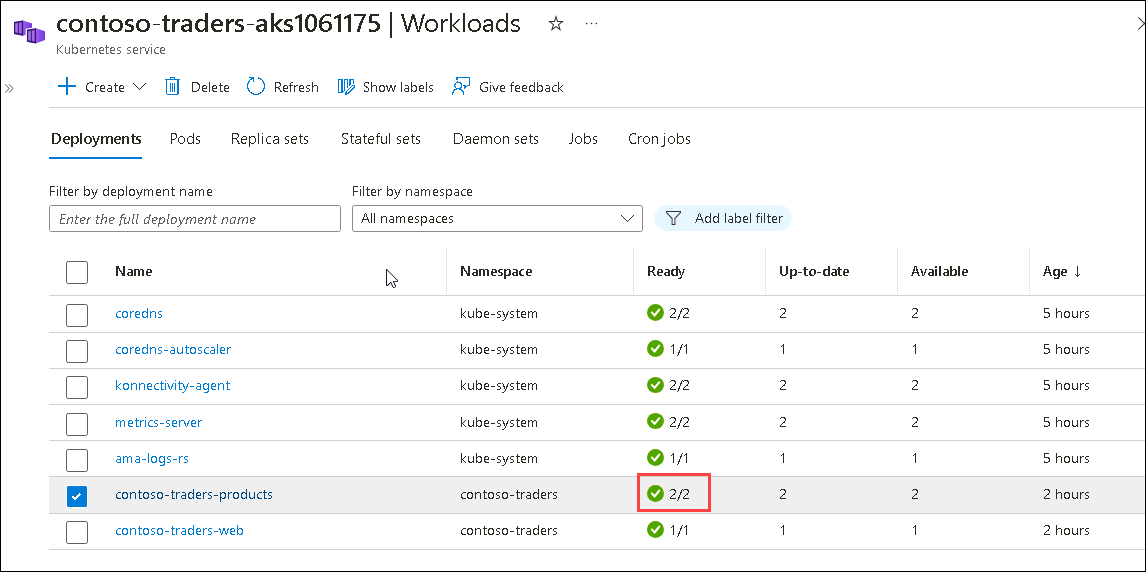 contoso-traders-aks1061175 | Workloads
Kubernetes service
Create Delete Refresh Show labels Give feedback
Deployments Pods Replica sets Stateful sets Daemon sets Jobs Cron jobs
Filter by deployment name Filter by namespace
Enter the full deployment name All namespaces Add label filter
Name Namespace Ready Up-to-date Available Age ↓
coredns kube-system 2/2 2 2 5 hours
coredns-autoscaler kube-system 1/1 1 1 5 hours
konnectivity-agent kube-system 2/2 2 2 5 hours
metrics-server kube-system 2/2 2 2 5 hours
ama-logs-rs kube-system 1/1 1 1 5 hours
contoso-traders-products contoso-traders 2/2 2 2 2 hours
contoso-traders-web contoso-traders 1/1 1 1 2 hours